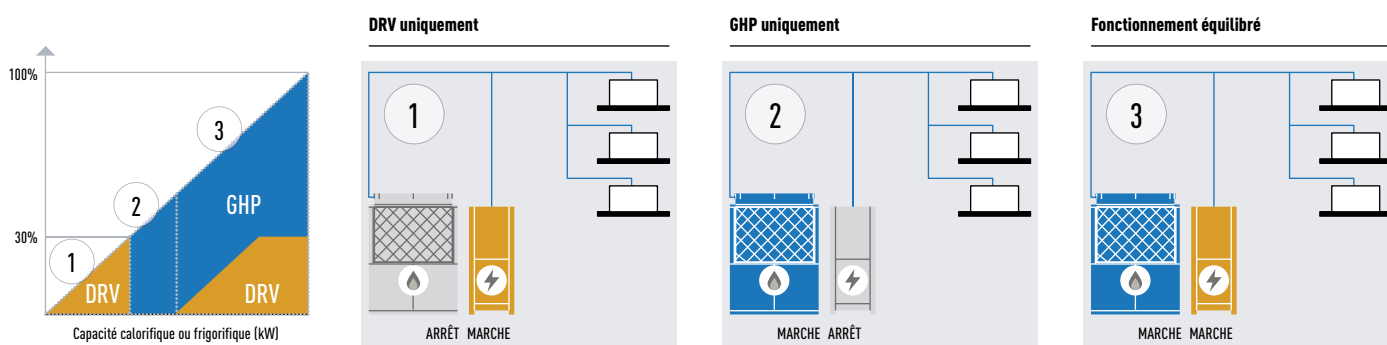 100%
30%
1
2
3
DRV
GHP
DRV
Capacité calorifique ou frigorifique (kW)
DRV uniquement
1
ARRÊT MARCHE
GHP uniquement
2
MARCHE ARRÊT
Fonctionnement équilibré
3
MARCHE MARCHE